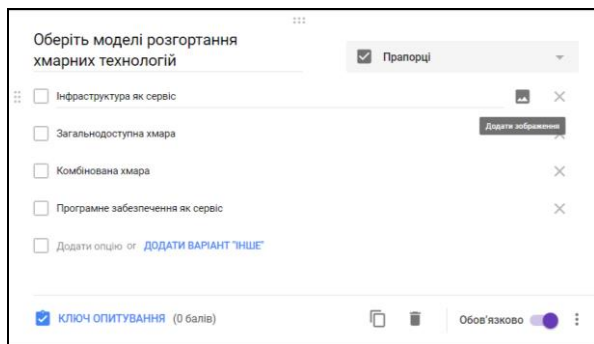 Оберіть моделі розгортання
хмарних технологій
Прапорці
Інфраструктура як сервіс
Додати зображення
Загальнодоступна хмара
Комбінована хмара
Програмне забезпечення як сервіс
Додати опцію or ДОДАТИ ВАРІАНТ "ІНШЕ"
КЛЮЧ ОПИТУВАННЯ (0 балів)
Обов'язково